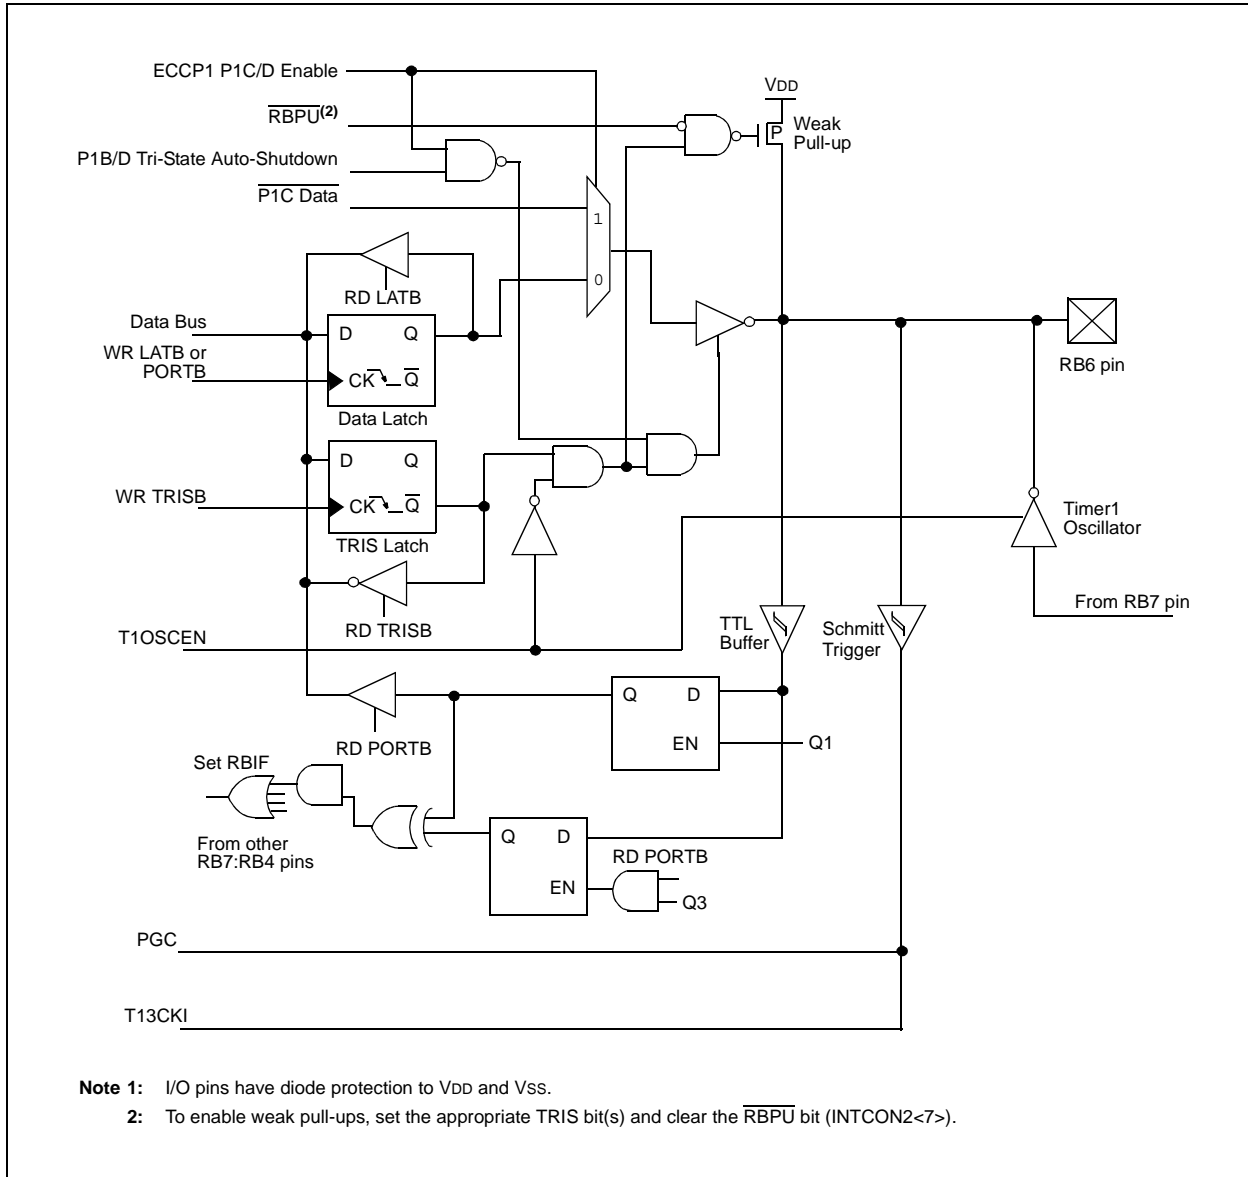 ECCP1 P1C/D Enable
VDD
RBPU(2)
P
Weak
Pull-up
P1B/D Tri-State Auto-Shutdown
P1C Data
1
0
RD LATB
Data Bus
D Q
WR LATB or
PORTB
CK Q
Data Latch
RB6 pin
D Q
WR TRISB
CK Q
TRIS Latch
Timer1
Oscillator
From RB7 pin
RD TRISB
T1OSCEN
TTL
Buffer
Schmitt
Trigger
Q D
EN
Q1
RD PORTB
Set RBIF
From other
RB7:RB4 pins
Q D
EN
RD PORTB
Q3
PGC
T13CKI
Note 1: I/O pins have diode protection to VDD and VSS.
2: To enable weak pull-ups, set the appropriate TRIS bit(s) and clear the RBPU bit (INTCON2<7>).